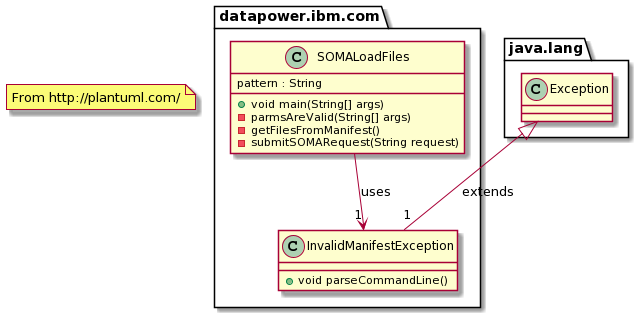 datapower.ibm.com
SOMALoadFiles
pattern : String
void main(String[] args)
parmsAreValid(String[] args)
getFilesFromManifest()
submitSOMARequest(String request)
java.lang
Exception
From http://plantuml.com/
uses
extends
1
1
InvalidManifestException
void parseCommandLine()
C
C
C